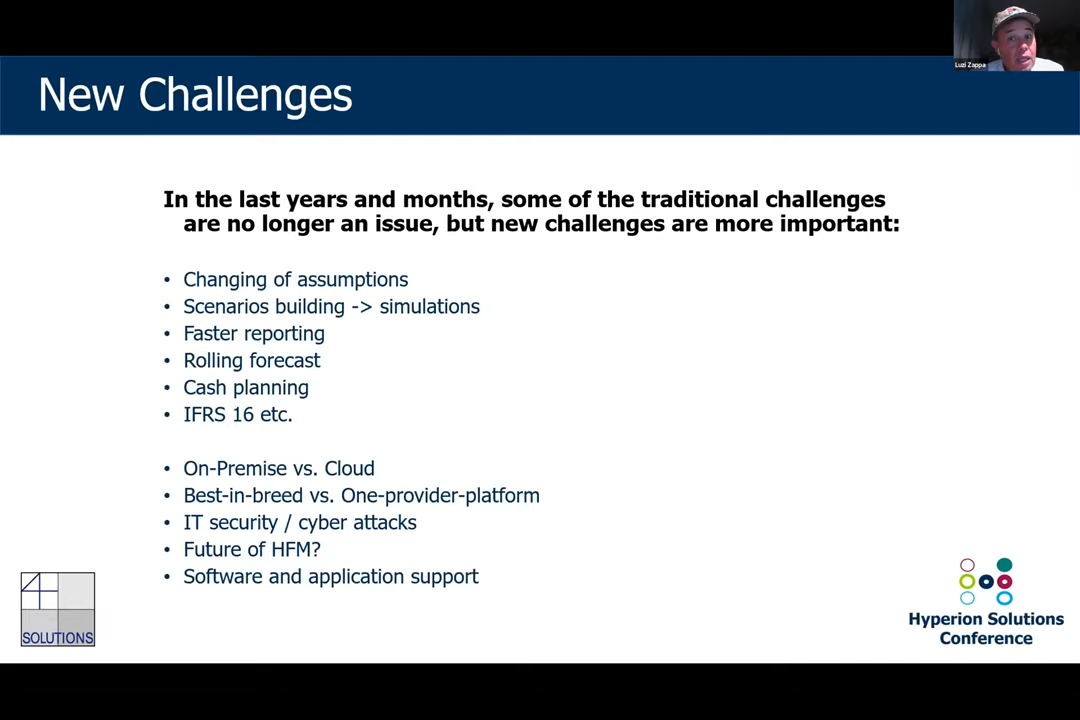 Luzi Zappa
New Challenges
In the last years and months, some of the traditional challenges
are no longer an issue, but new challenges are more important:
• Changing of assumptions
• Scenarios building -> simulations
• Faster reporting
• Rolling forecast
• Cash planning
• IFRS 16 etc.
• On-Premise vs. Cloud
• Best-in-breed vs. One-provider-platform
• IT security / cyber attacks
• Future of HFM?
• Software and application support
4
SOLUTIONS
Hyperion Solutions
Conference